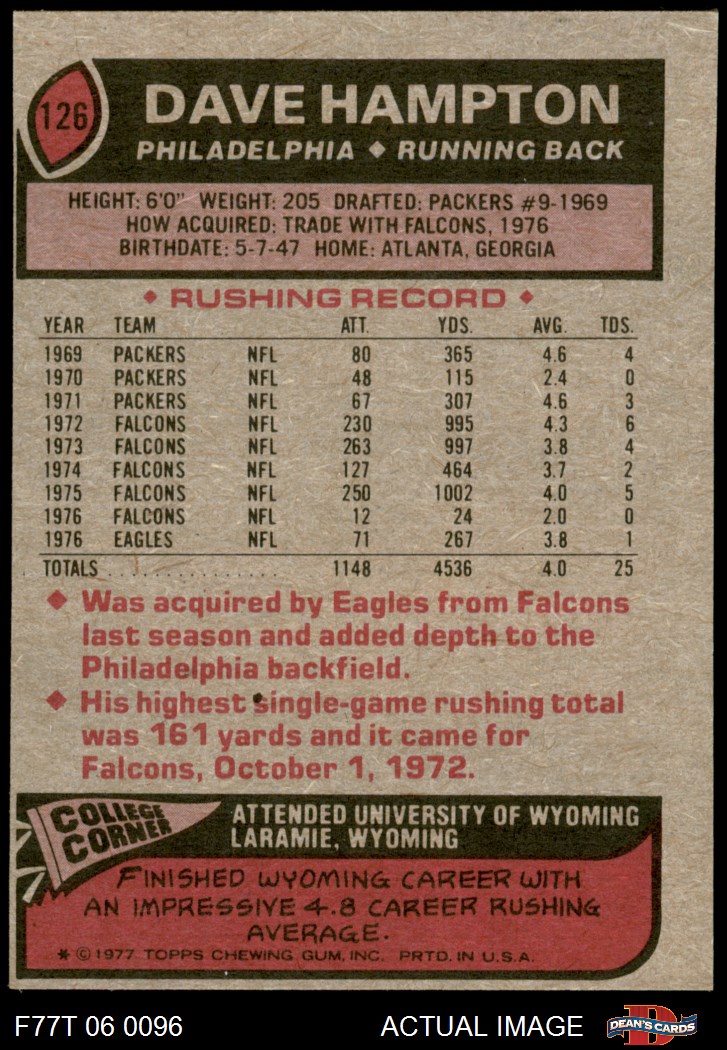 126
DAVE HAMPTON
PHILADELPHIA ◆ RUNNING BACK
HEIGHT: 6'0" WEIGHT: 205 DRAFTED: PACKERS #9-1969
HOW ACQUIRED: TRADE WITH FALCONS, 1976
BIRTHDATE: 5-7-47 HOME: ATLANTA, GEORGIA
◆ RUSHING RECORD ◆
YEAR TEAM ATT. YDS. AVG. TDS.
1969 PACKERS NFL 80 365 4.6 4
1970 PACKERS NFL 48 115 2.4 0
1971 PACKERS NFL 67 307 4.6 3
1972 FALCONS NFL 230 995 4.3 6
1973 FALCONS NFL 263 997 3.8 4
1974 FALCONS NFL 127 464 3.7 2
1975 FALCONS NFL 250 1002 4.0 5
1976 FALCONS NFL 12 24 2.0 0
1976 EAGLES NFL 71 267 3.8 1
TOTALS . . . . . . . . . . . . . . . 1148 4536 4.0 25
◆ Was acquired by Eagles from Falcons
last season and added depth to the
Philadelphia backfield.
◆ His highest single-game rushing total
was 161 yards and it came for
Falcons, October 1, 1972.
COLLEGE
CORNER
ATTENDED UNIVERSITY OF WYOMING
LARAMIE, WYOMING
FINISHED WYOMING CAREER WITH
AN IMPRESSIVE 4.8 CAREER RUSHING
AVERAGE.
* © 1977 TOPPS CHEWING GUM, INC. PRTD. IN U.S.A.
F77T 06 0096 ACTUAL IMAGE
D
DEAN'S CARDS